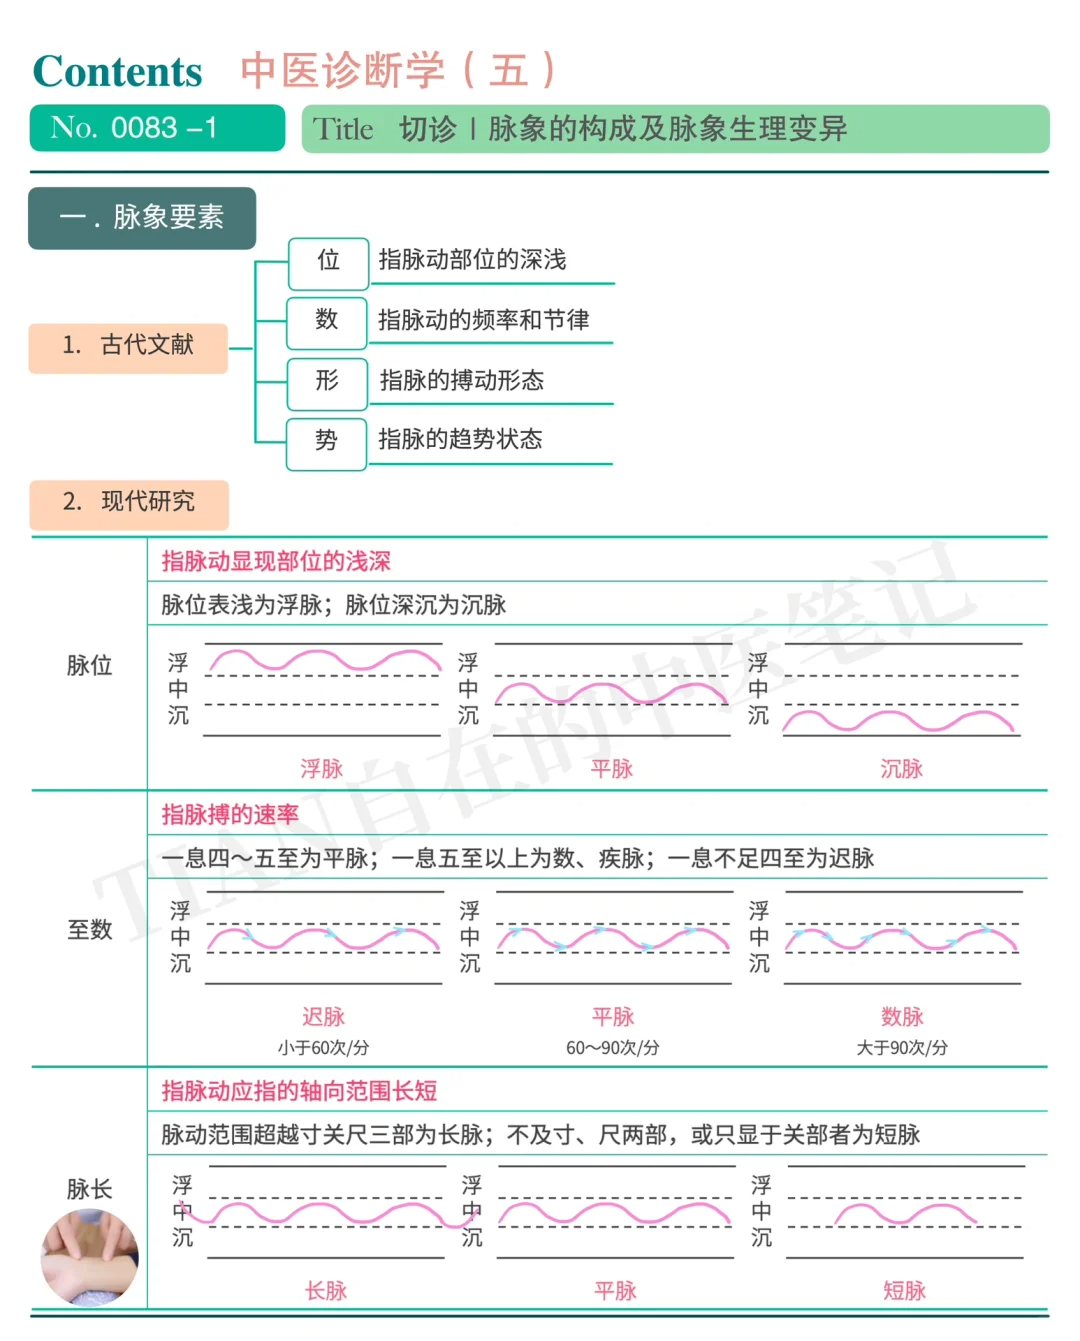 Contents 中医诊断学（五）
No. 0083 –1
Title 切诊｜脉象的构成及脉象生理变异
一．脉象要素
1. 古代文献
位 指脉动部位的深浅
数 指脉动的频率和节律
形 指脉的搏动形态
势 指脉的趋势状态
2. 现代研究
脉位
指脉动显现部位的浅深
脉位表浅为浮脉；脉位深沉为沉脉
浮 浮 浮
中 中 中
沉 沉 沉
浮脉 平脉 沉脉
至数
指脉搏的速率
一息四～五至为平脉；一息五至以上为数、疾脉；一息不足四至为迟脉
浮 浮 浮
中 中 中
沉 沉 沉
迟脉 平脉 数脉
小于60次/分 60～90次/分 大于90次/分
脉长
指脉动应指的轴向范围长短
脉动范围超越寸关尺三部为长脉；不及寸、尺两部，或只显于关部者为短脉
浮 浮 浮
中 中 中
沉 沉 沉
长脉 平脉 短脉
TIAN自在的中医笔记